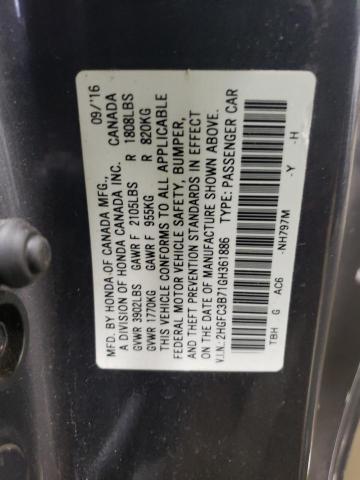 MFD. BY HONDA OF CANADA MFG., 09/'16
A DIVISION OF HONDA CANADA INC. CANADA
GVWR 3902LBS GAWR F 2105LBS R 1808LBS
GVWR 1770KG GAWR F 955KG R 820KG
THIS VEHICLE CONFORMS TO ALL APPLICABLE
FEDERAL MOTOR VEHICLE SAFETY, BUMPER,
AND THEFT PREVENTION STANDARDS IN EFFECT
ON THE DATE OF MANUFACTURE SHOWN ABOVE.
V.I.N.: 2HGFC3B71GH361886 TYPE: PASSENGER CAR
TBH G AC6 -NH797M -Y -H